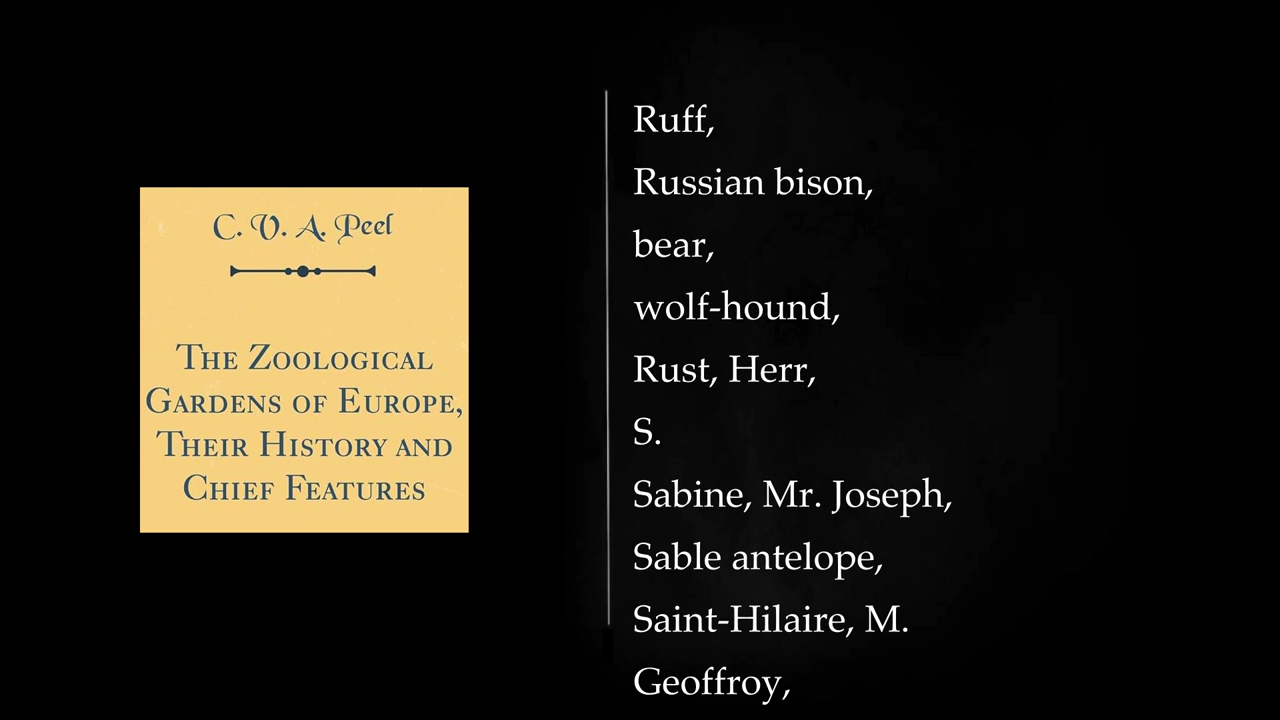 C. V. A. Peel
The Zoological
Gardens of Europe,
Their History and
Chief Features
Ruff,
Russian bison,
bear,
wolf-hound,
Rust, Herr,
S.
Sabine, Mr. Joseph,
Sable antelope,
Saint-Hilaire, M.
Geoffroy,